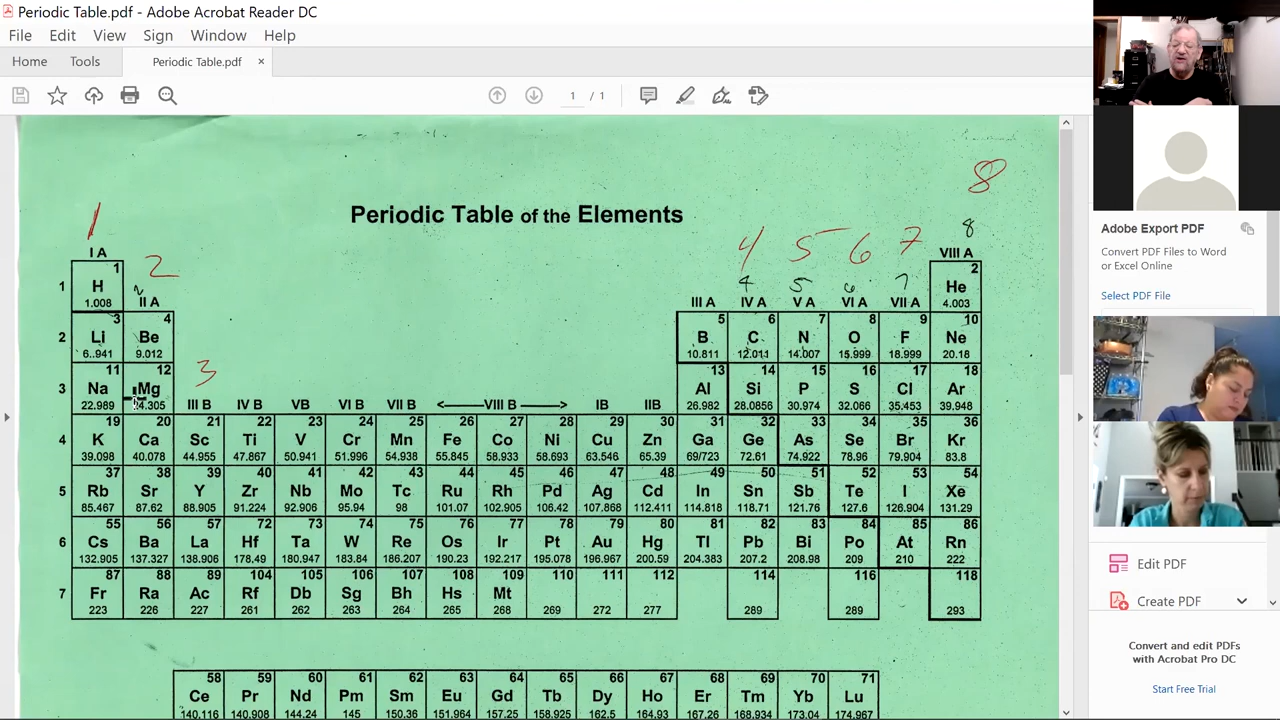 Periodic Table.pdf - Adobe Acrobat Reader DC
File Edit View Sign Window Help
Home Tools Periodic Table.pdf ×
1 / 1
8
Periodic Table of the Elements
1 2 4 5 6 7 8
I A VIII A
1 2
1 H He
1.008 4.003
2 4 5 6 7
II A III A IV A V A VI A VII A
3 4 5 6 7 8 9 10
2 Li Be B C N O F Ne
6..941 9.012 10.811 12.011 14.007 15.999 18.999 20.18
11 12 13 14 15 16 17 18
3 Na Mg 3 Al Si P S Cl Ar
22.989 24.305 III B IV B VB VI B VII B <——VIII B——> IB IIB 26.982 28.0856 30.974 32.066 35.453 39.948
19 20 21 22 23 24 25 26 27 28 29 30 31 32 33 34 35 36
4 K Ca Sc Ti V Cr Mn Fe Co Ni Cu Zn Ga Ge As Se Br Kr
39.098 40.078 44.955 47.867 50.941 51.996 54.938 55.845 58.933 58.693 63.546 65.39 69/723 72.61 74.922 78.96 79.904 83.8
37 38 39 40 41 42 43 44 45 46 47 48 49 50 51 52 53 54
5 Rb Sr Y Zr Nb Mo Tc Ru Rh Pd Ag Cd In Sn Sb Te I Xe
85.467 87.62 88.905 91.224 92.906 95.94 98 101.07 102.905 106.42 107.868 112.411 114.818 118.71 121.76 127.6 126.904 131.29
55 56 57 72 73 74 75 76 77 78 79 80 81 82 83 84 85 86
6 Cs Ba La Hf Ta W Re Os Ir Pt Au Hg Tl Pb Bi Po At Rn
132.905 137.327 138.906 178.49 180.947 183.84 186.207 190.23 192.217 195.078 196.967 200.59 204.383 207.2 208.98 209 210 222
87 88 89 104 105 106 107 108 109 110 111 112 114 116 118
7 Fr Ra Ac Rf Db Sg Bh Hs Mt
223 226 227 261 262 263 264 265 268 269 272 277 289 289 293
58 59 60 61 62 63 64 65 66 67 68 69 70 71
Ce Pr Nd Pm Sm Eu Gd Tb Dy Ho Er Tm Yb Lu
140.116 140.908 144.24 145 150.36 151.964 157.25 158.925 162.5 164.93 167.26 168.934 173.04 174.967
Adobe Export PDF
Convert PDF Files to Word
or Excel Online
Select PDF File
Edit PDF
Create PDF
Convert and edit PDFs
with Acrobat Pro DC
Start Free Trial